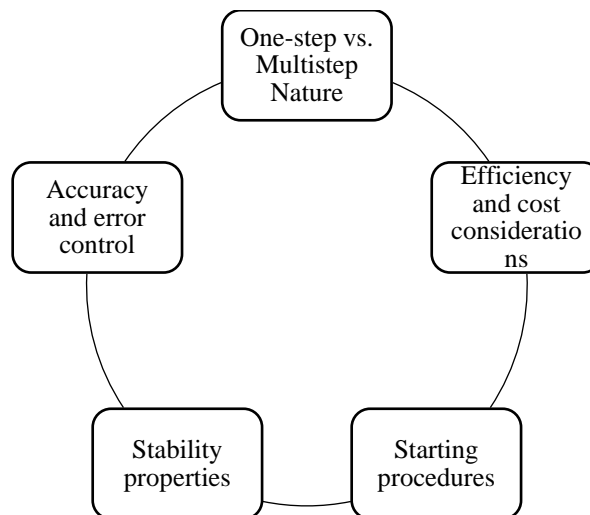 One-step vs.
Multistep
Nature
Efficiency
and cost
consideratio
ns
Starting
procedures
Stability
properties
Accuracy
and error
control